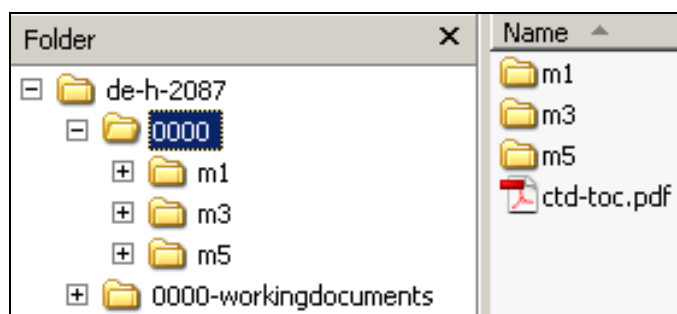 Folder
de-h-2087
0000
m1
m3
m5
0000-workingdocuments
Name
m1
m3
m5
ctd-toc.pdf